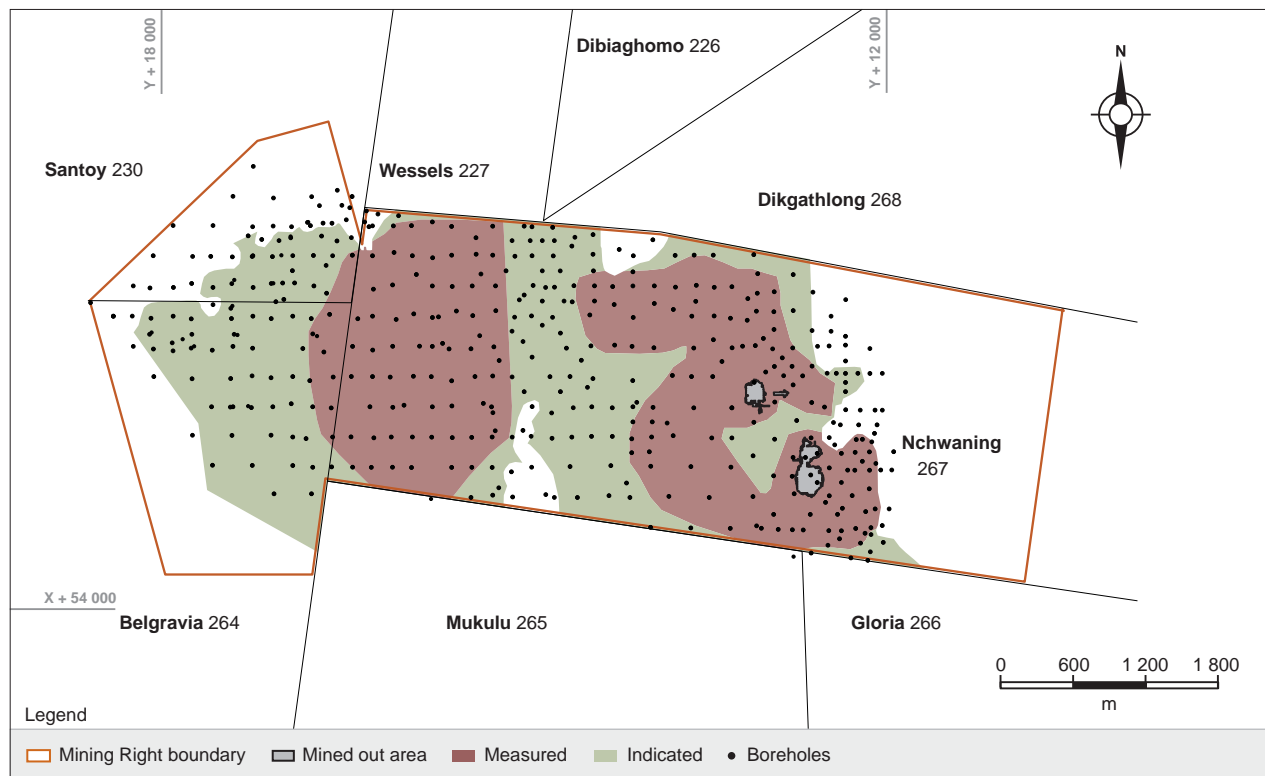 Y + 18 000
Y + 12 000
Dibiaghomo 226
N
Santoy 230
Wessels 227
Dikgathlong 268
Nchwaning
267
X + 54 000
Belgravia 264
Mukulu 265
Gloria 266
0 600 1 200 1 800
m
Legend
Mining Right boundary Mined out area Measured Indicated Boreholes